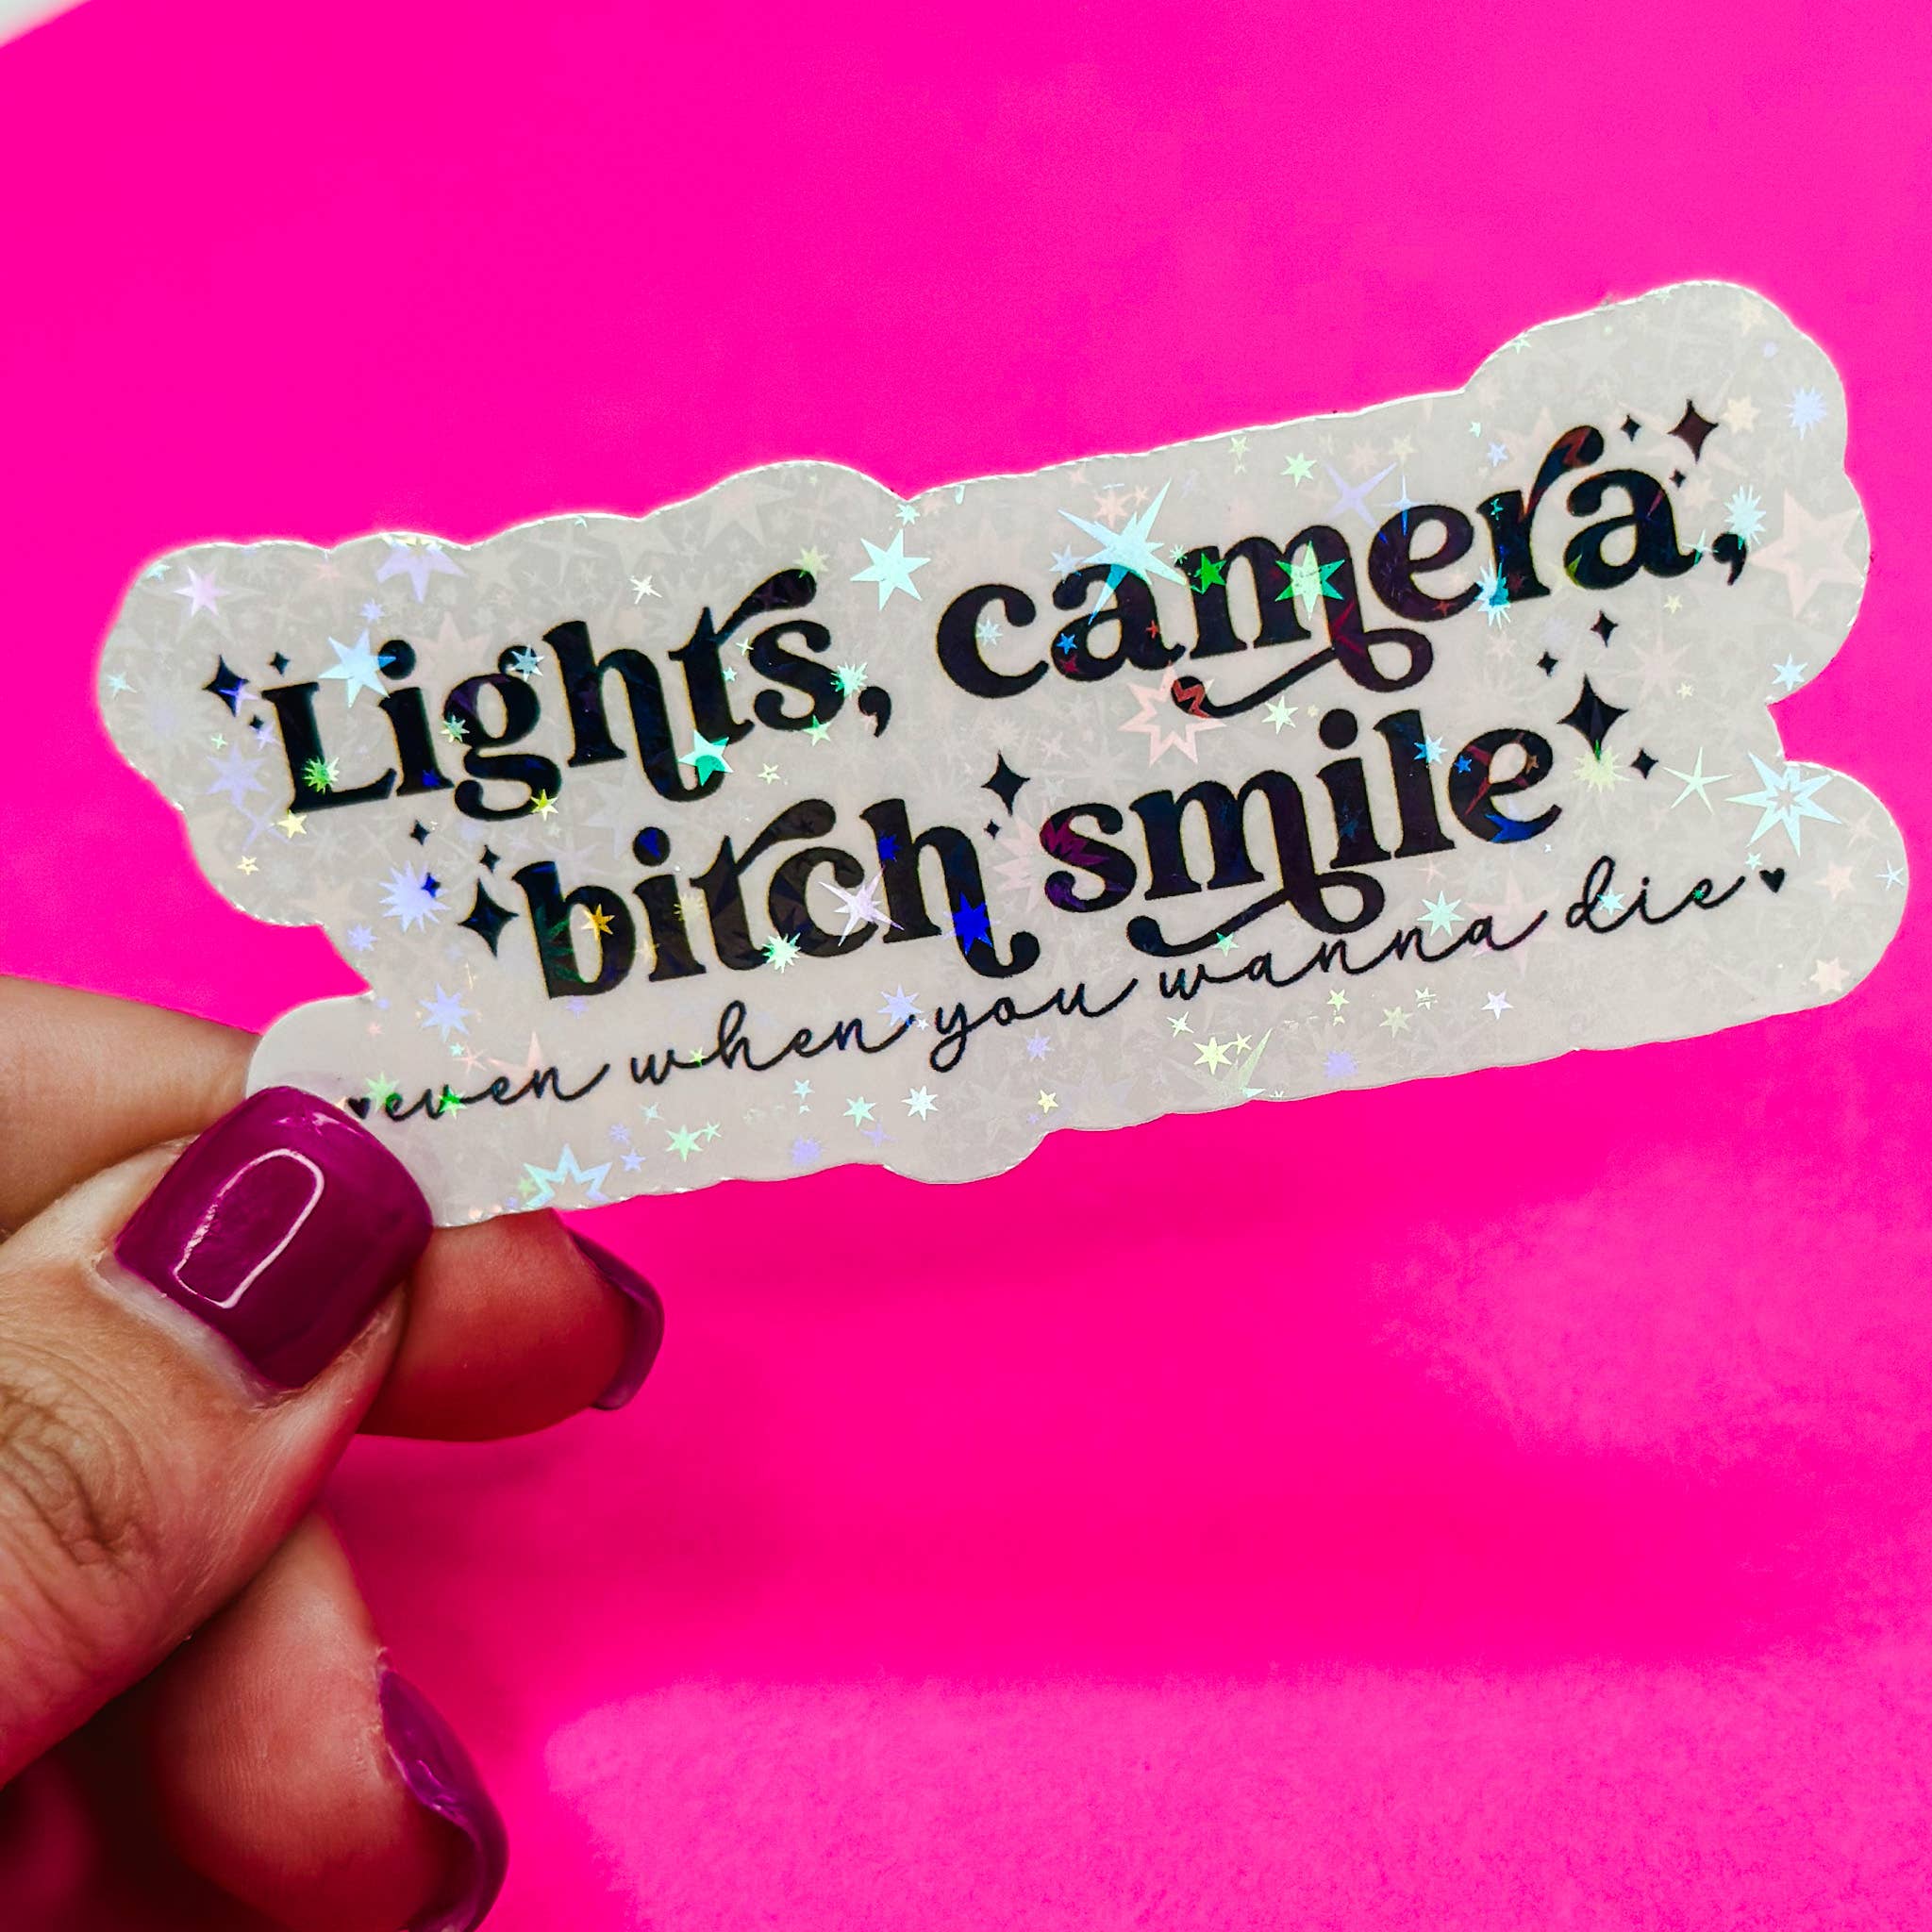 Lights, camera,
bitch smile
even when you wanna die